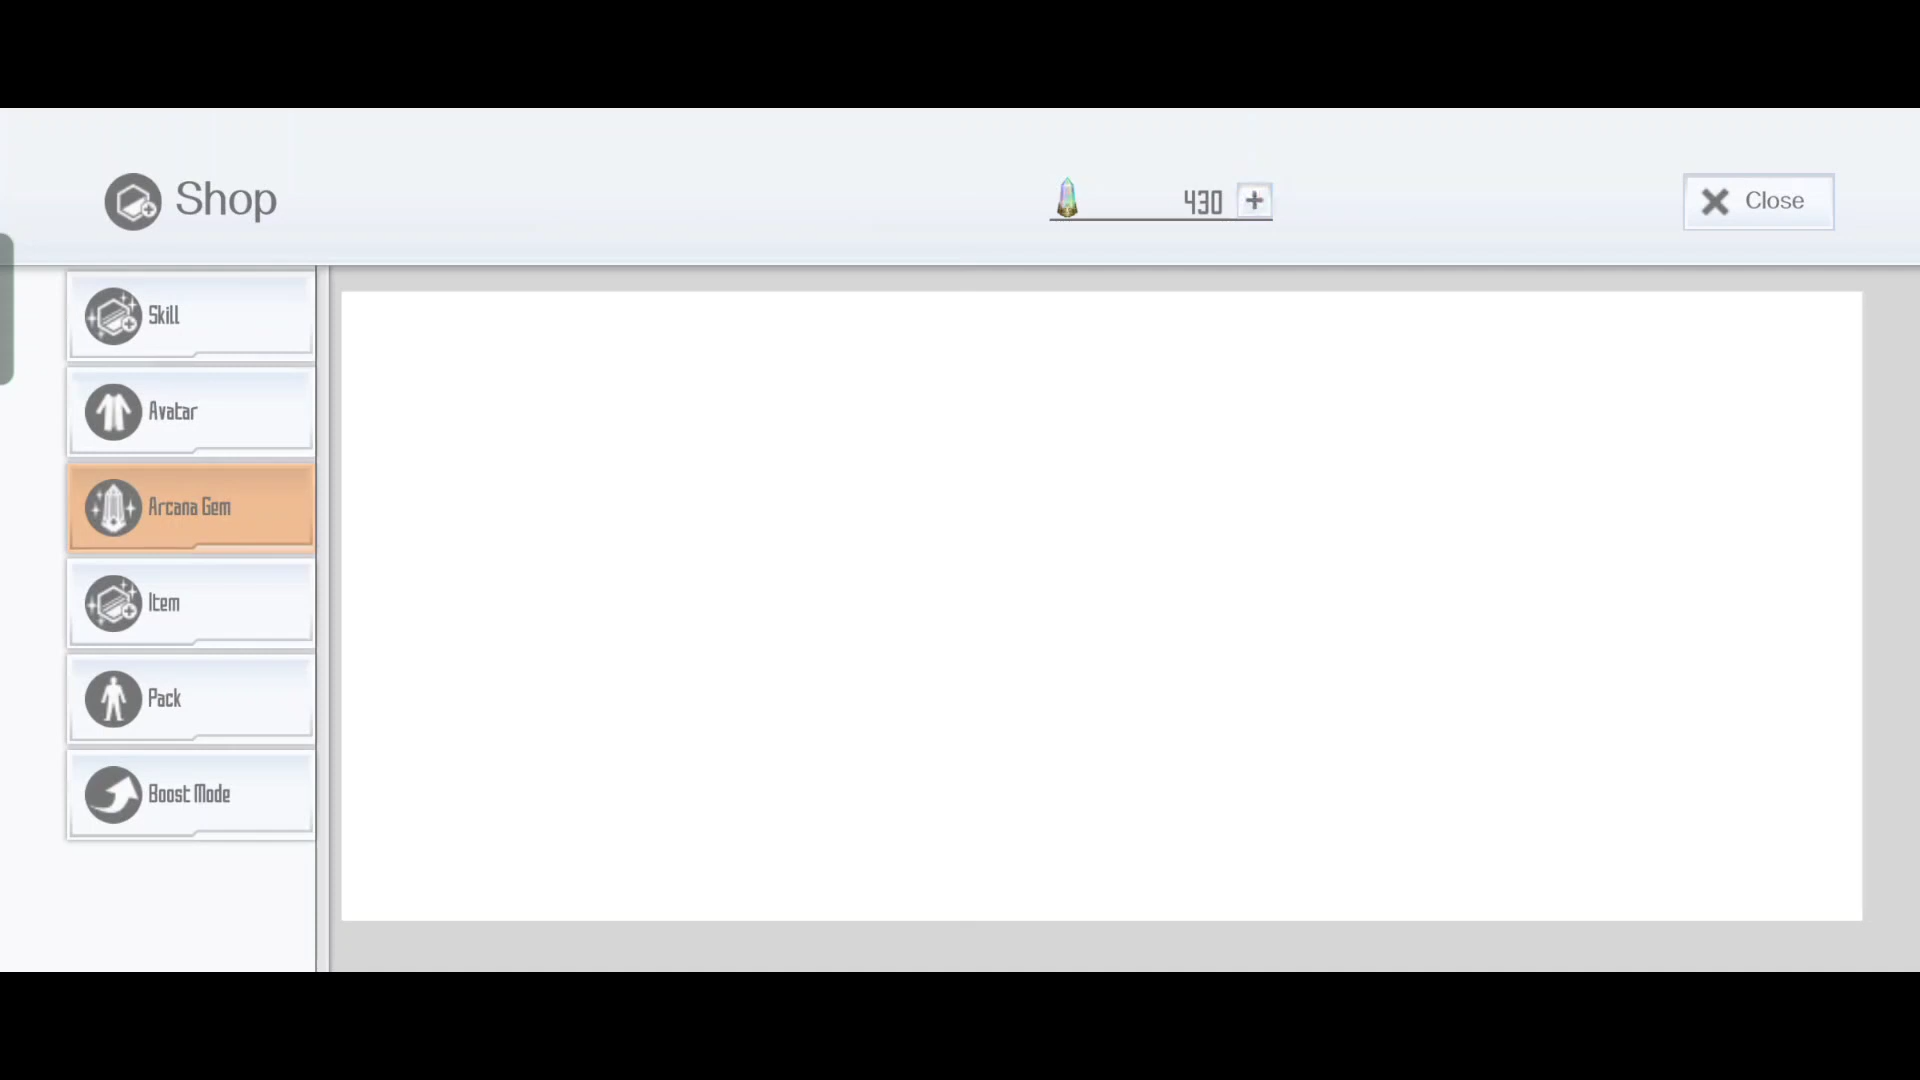 Shop
430
Close
Skill
Avatar
Arcana Gem
Item
Pack
Boost Mode